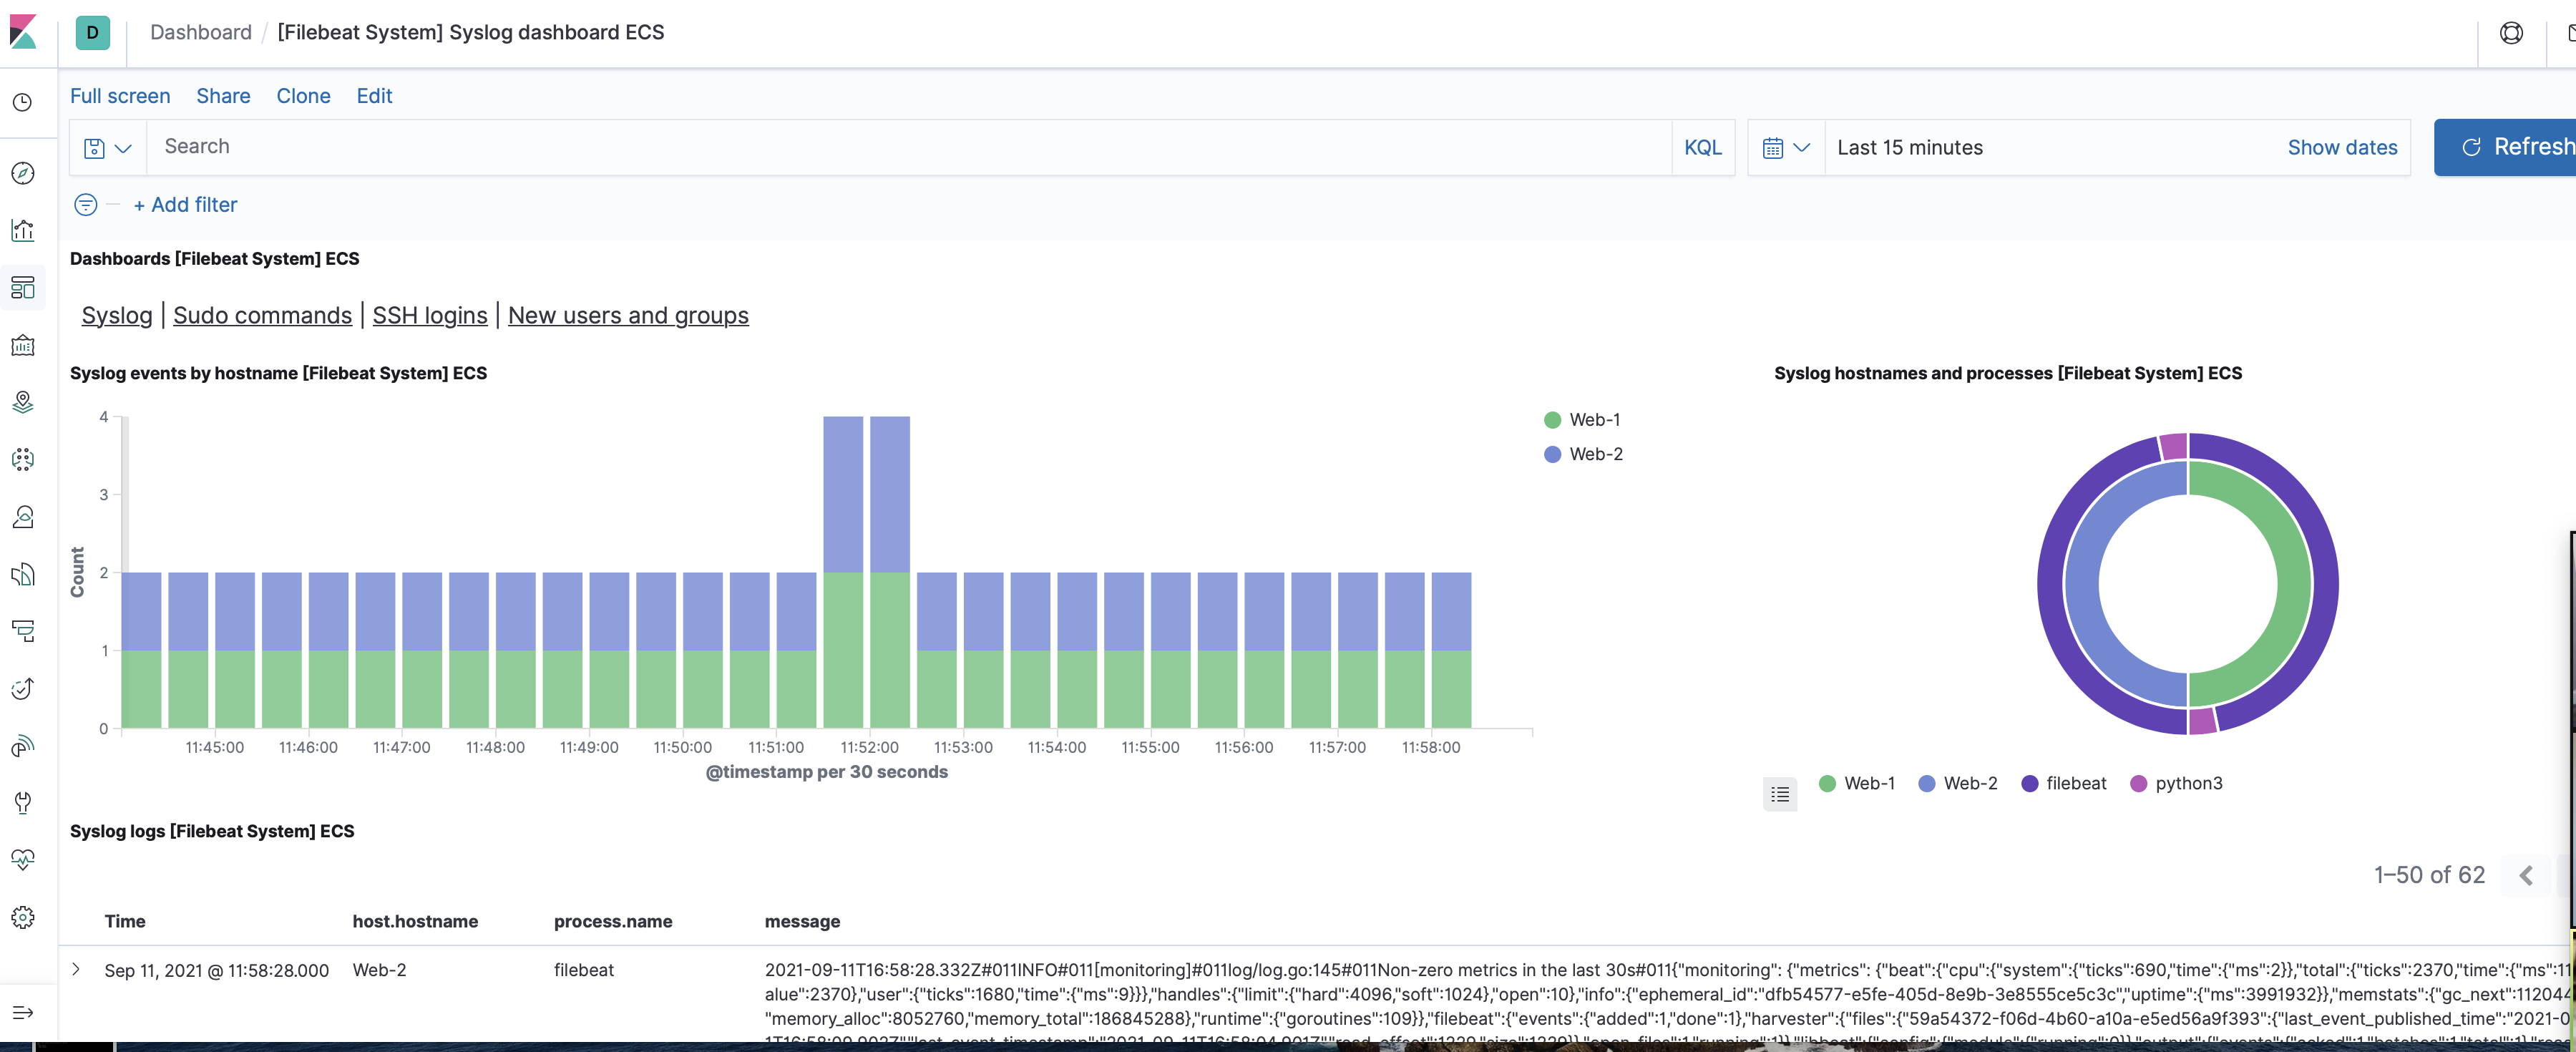 D Dashboard / [Filebeat System] Syslog dashboard ECS
Full screen Share Clone Edit
Search KQL Last 15 minutes Show dates Refresh
+ Add filter
Dashboards [Filebeat System] ECS
Syslog | Sudo commands | SSH logins | New users and groups
Syslog events by hostname [Filebeat System] ECS
4
3
2
1
0
Count
11:45:00 11:46:00 11:47:00 11:48:00 11:49:00 11:50:00 11:51:00 11:52:00 11:53:00 11:54:00 11:55:00 11:56:00 11:57:00 11:58:00
@timestamp per 30 seconds
Web-1
Web-2
Syslog hostnames and processes [Filebeat System] ECS
Web-1 Web-2 filebeat python3
Syslog logs [Filebeat System] ECS
1–50 of 62
Time host.hostname process.name message
Sep 11, 2021 @ 11:58:28.000 Web-2 filebeat 2021-09-11T16:58:28.332Z#011INFO#011[monitoring]#011log/log.go:145#011Non-zero metrics in the last 30s#011{"monitoring": {"metrics": {"beat":{"cpu":{"system":{"ticks":690,"time":{"ms":2}},"total":{"ticks":2370,"time":{"ms":11
alue":2370},"user":{"ticks":1680,"time":{"ms":9}}},"handles":{"limit":{"hard":4096,"soft":1024},"open":10},"info":{"ephemeral_id":"dfb54577-e5fe-405d-8e9b-3e8555ce5c3c","uptime":{"ms":3991932}},"memstats":{"gc_next":112044
"memory_alloc":8052760,"memory_total":186845288},"runtime":{"goroutines":109}},"filebeat":{"events":{"added":1,"done":1},"harvester":{"files":{"59a54372-f06d-4b60-a10a-e5ed56a9f393":{"last_event_published_time":"2021-0